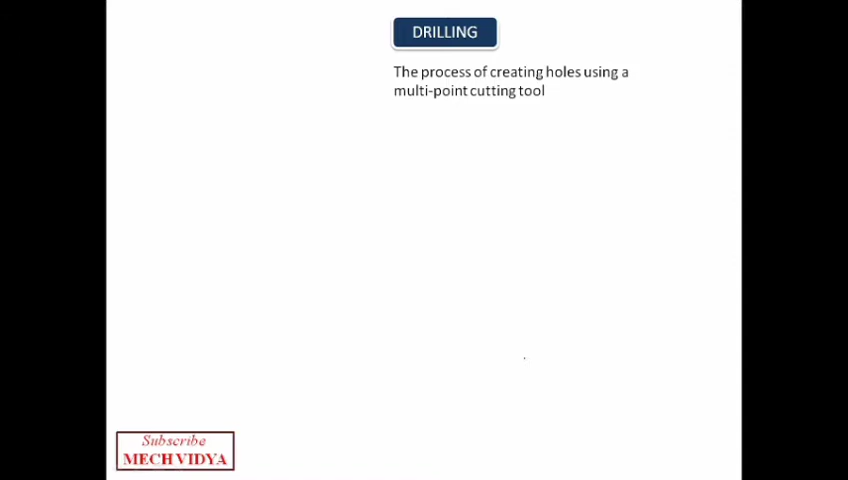 DRILLING
The process of creating holes using a
multi-point cutting tool
Subscribe
MECH VIDYA